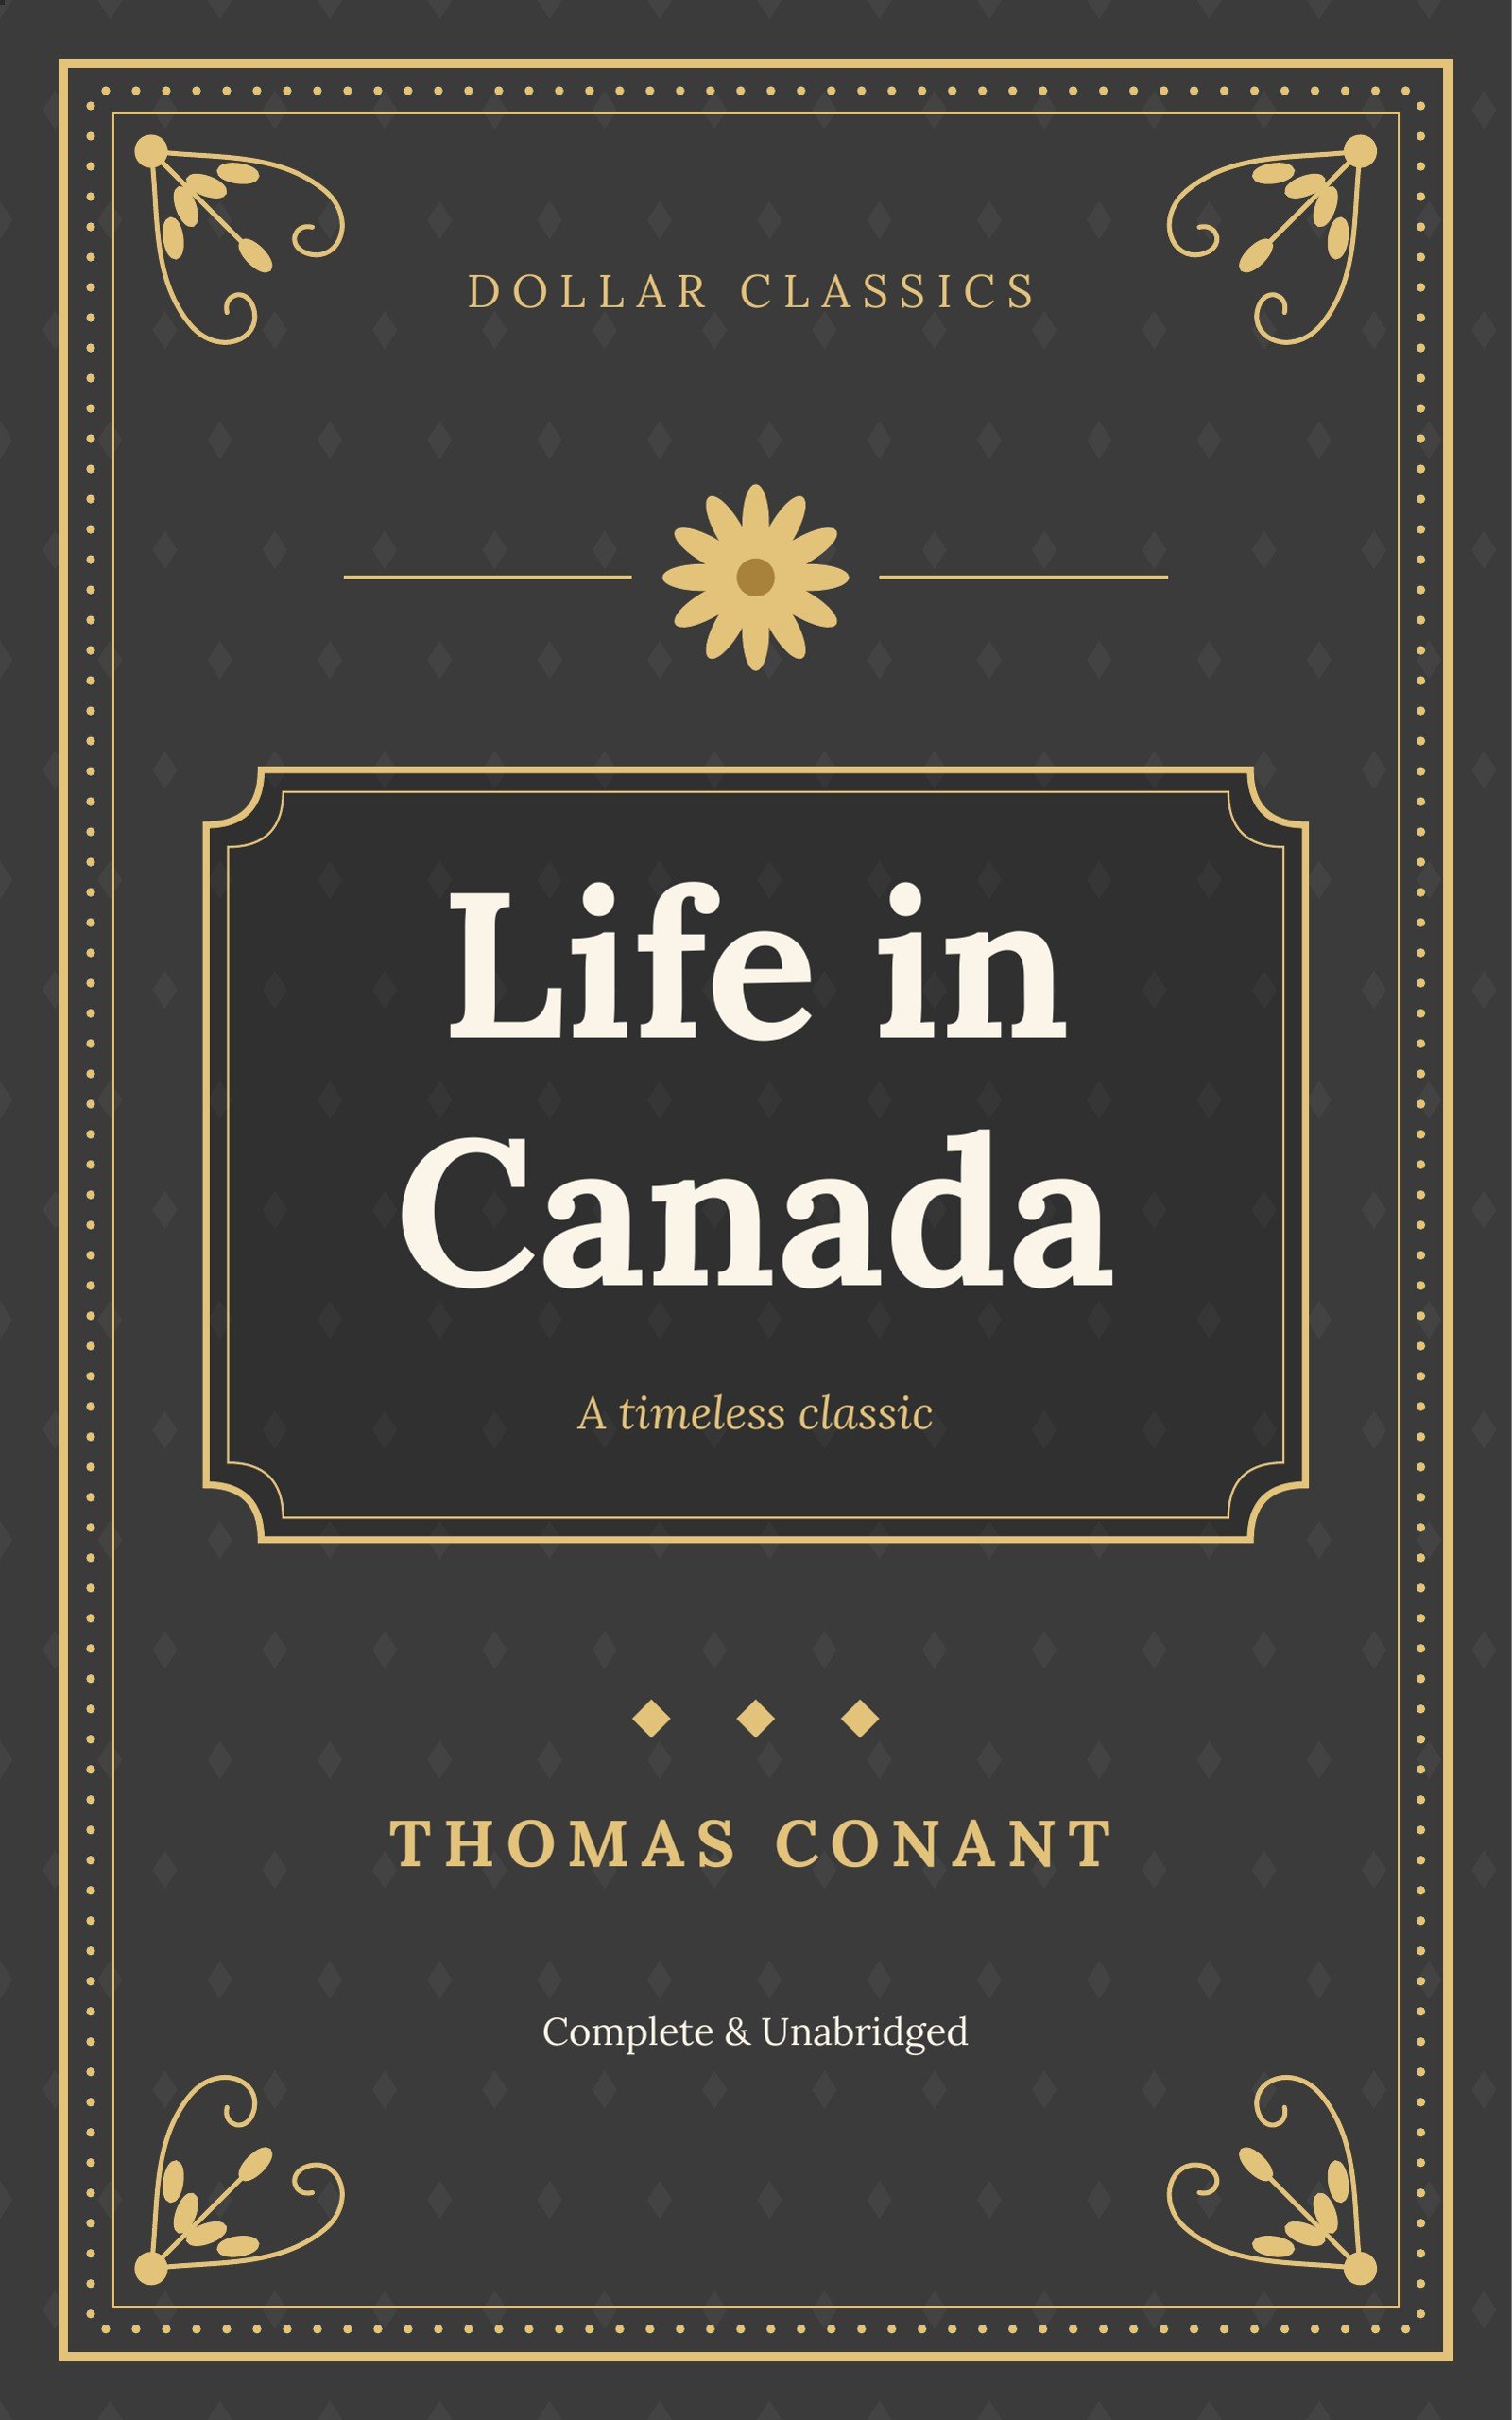 DOLLAR CLASSICS
Life in
Canada
A timeless classic
THOMAS CONANT
Complete & Unabridged